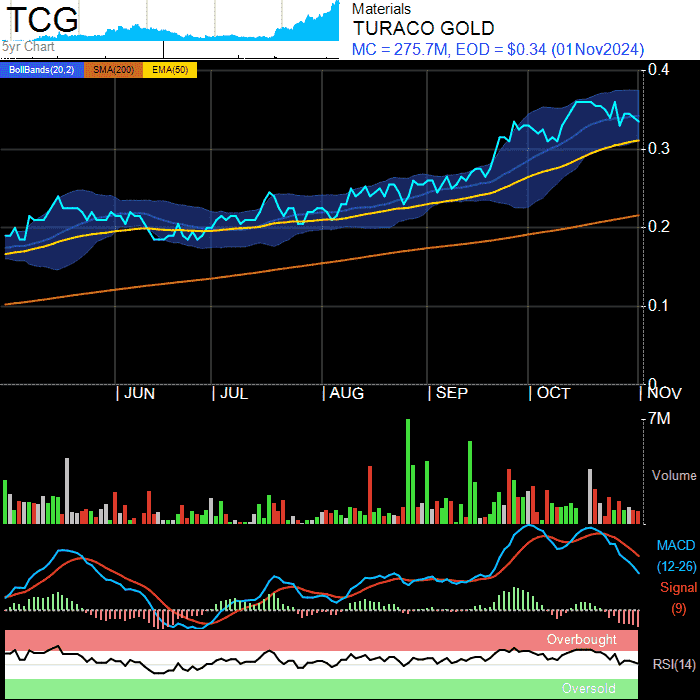 TCG
5yr Chart
Materials
TURACO GOLD
MC = 275.7M, EOD = $0.34 (01Nov2024)
BollBands(20,2) SMA(200) EMA(50)
0.4
0.3
0.2
0.1
0
JUN JUL AUG SEP OCT NOV
7M
Volume
MACD
(12-26)
Signal
(9)
Overbought
RSI(14)
Oversold